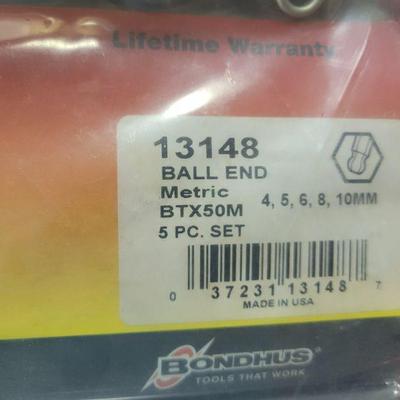 Lifetime Warranty
13148
BALL END
Metric
BTX50M 4, 5, 6, 8, 10MM
5 PC. SET
0 37231 13148 7
MADE IN USA
BONDHUS
TOOLS THAT WORK